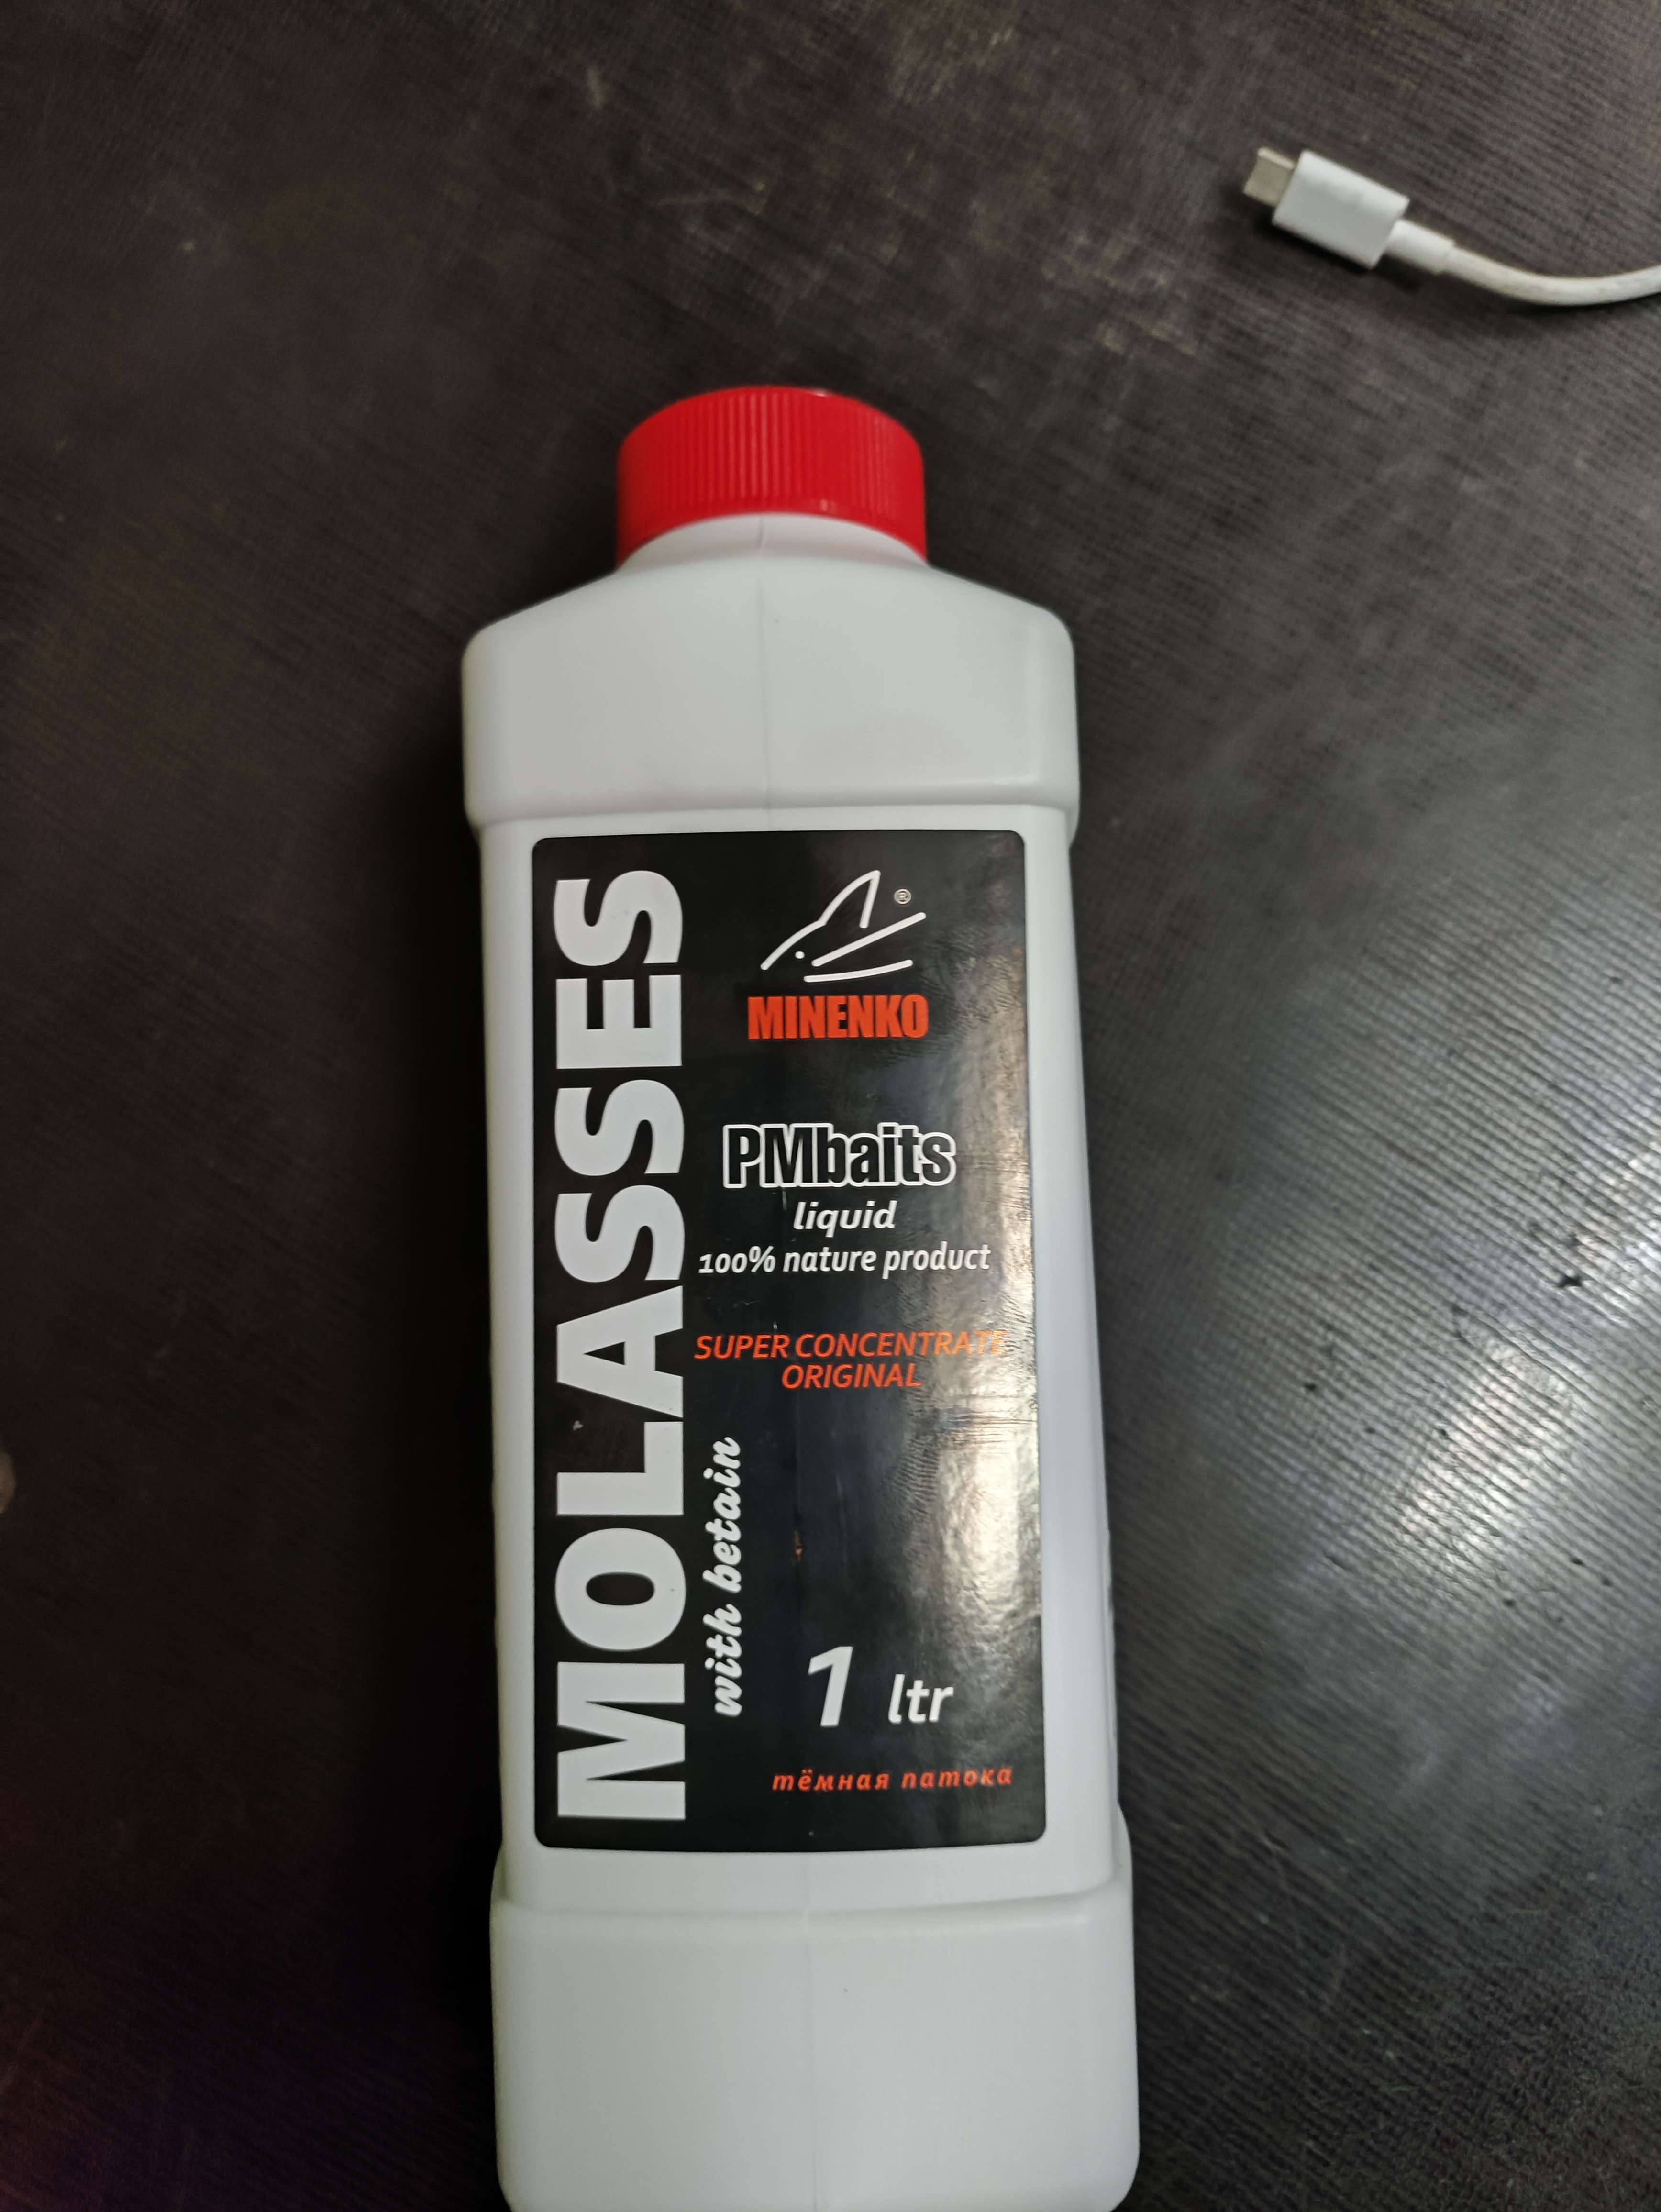 MOLASSES
with betain
®
MINENKO
PMbaits
liquid
100% nature product
SUPER CONCENTRATE
ORIGINAL
1 ltr
тёмная патока